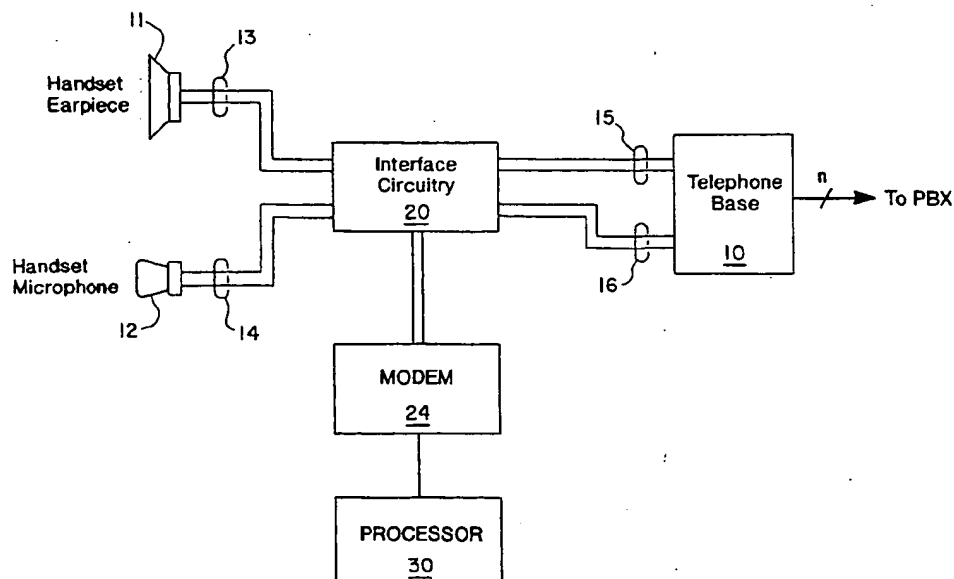 11
13
Handset
Earpiece
Interface
Circuitry
20
15
Telephone
Base
10
n
To PBX
16
Handset
Microphone
12
14
MODEM
24
PROCESSOR
30